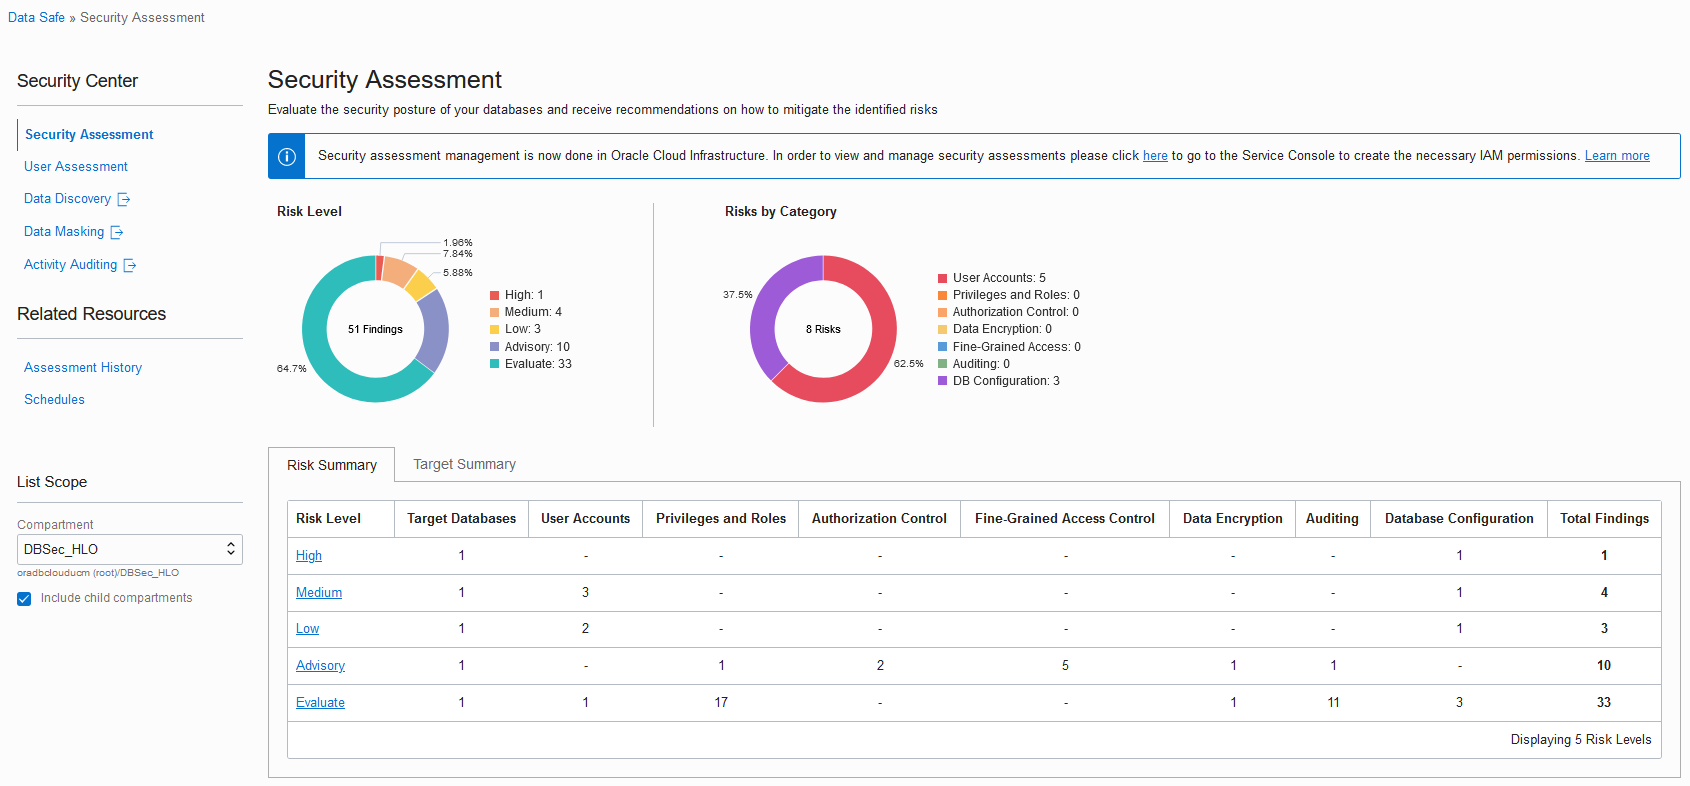 Data Safe » Security Assessment
Security Center
Security Assessment
User Assessment
Data Discovery
Data Masking
Activity Auditing
Related Resources
Assessment History
Schedules
List Scope
Compartment
DBSec_HLO
oradbclouducm (root)/DBSec_HLO
Include child compartments
Security Assessment
Evaluate the security posture of your databases and receive recommendations on how to mitigate the identified risks
Security assessment management is now done in Oracle Cloud Infrastructure. In order to view and manage security assessments please click here to go to the Service Console to create the necessary IAM permissions. Learn more
Risk Level
1.96%
7.84%
5.88%
64.7%
51 Findings
High: 1
Medium: 4
Low: 3
Advisory: 10
Evaluate: 33
Risks by Category
37.5%
62.5%
8 Risks
User Accounts: 5
Privileges and Roles: 0
Authorization Control: 0
Data Encryption: 0
Fine-Grained Access: 0
Auditing: 0
DB Configuration: 3
Risk Summary Target Summary
Risk Level Target Databases User Accounts Privileges and Roles Authorization Control Fine-Grained Access Control Data Encryption Auditing Database Configuration Total Findings
High 1 - - - - - - 1 1
Medium 1 3 - - - - - 1 4
Low 1 2 - - - - - 1 3
Advisory 1 - 1 2 5 1 1 - 10
Evaluate 1 1 17 - - 1 11 3 33
Displaying 5 Risk Levels